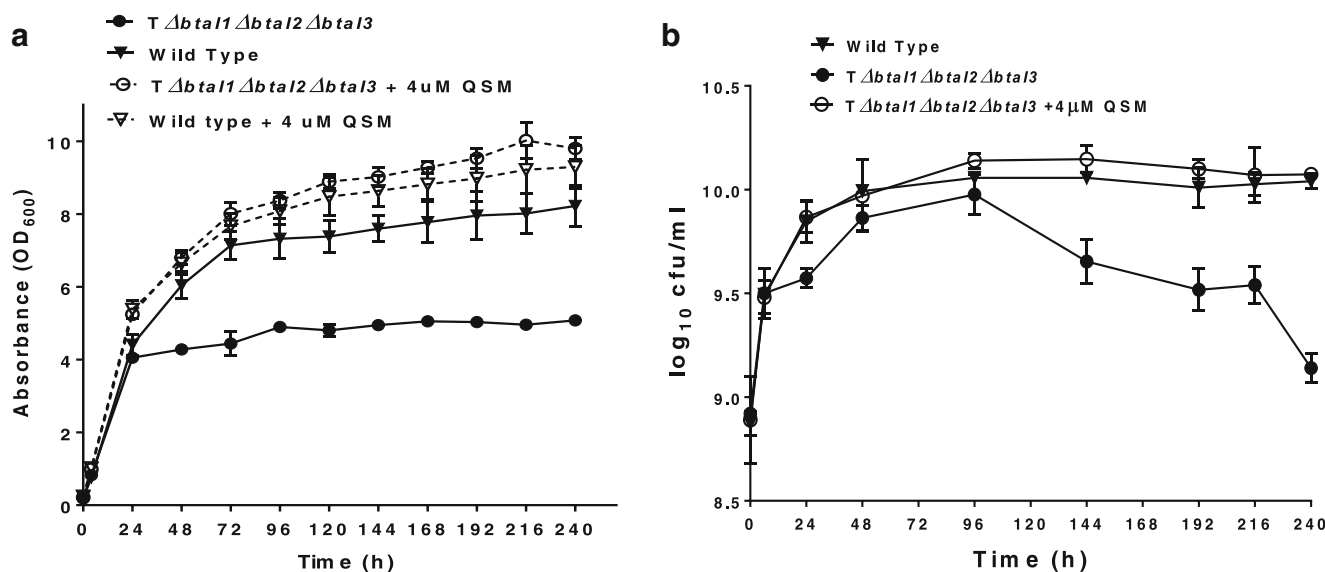 a
T Δbtal1Δbtal2Δbtal3
Wild Type
T Δbtal1Δbtal2Δbtal3 + 4uM QSM
Wild type + 4 uM QSM
Absorbance (OD600)
10
8
6
4
2
0
0 24 48 72 96 120 144 168 192 216 240
Time (h)
b
Wild Type
T Δbtal1Δbtal2Δbtal3
T Δbtal1Δbtal2Δbtal3 +4μM QSM
log10 cfu/ml
10.5
10.0
9.5
9.0
8.5
0 24 48 72 96 120 144 168 192 216 240
Time (h)